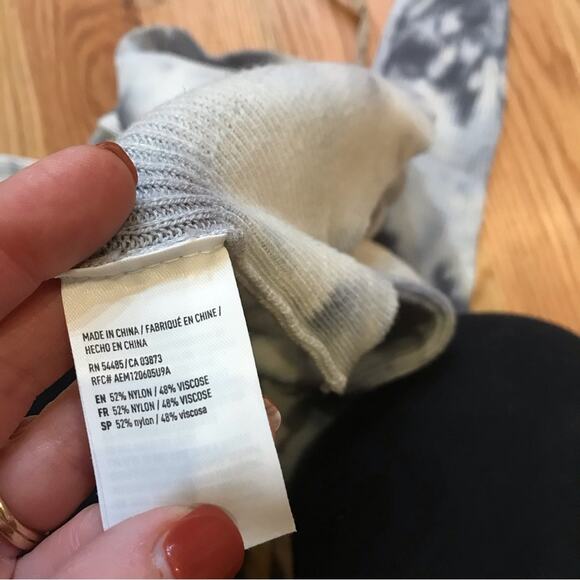 MADE IN CHINA / FABRIQUÉ EN CHINE /
HECHO EN CHINA
RN 54485/CA 03873
RFC# AEM120605U9A
EN 52% NYLON / 48% VISCOSE
FR 52% NYLON / 48% VISCOSE
SP 52% nylon / 48% viscosa